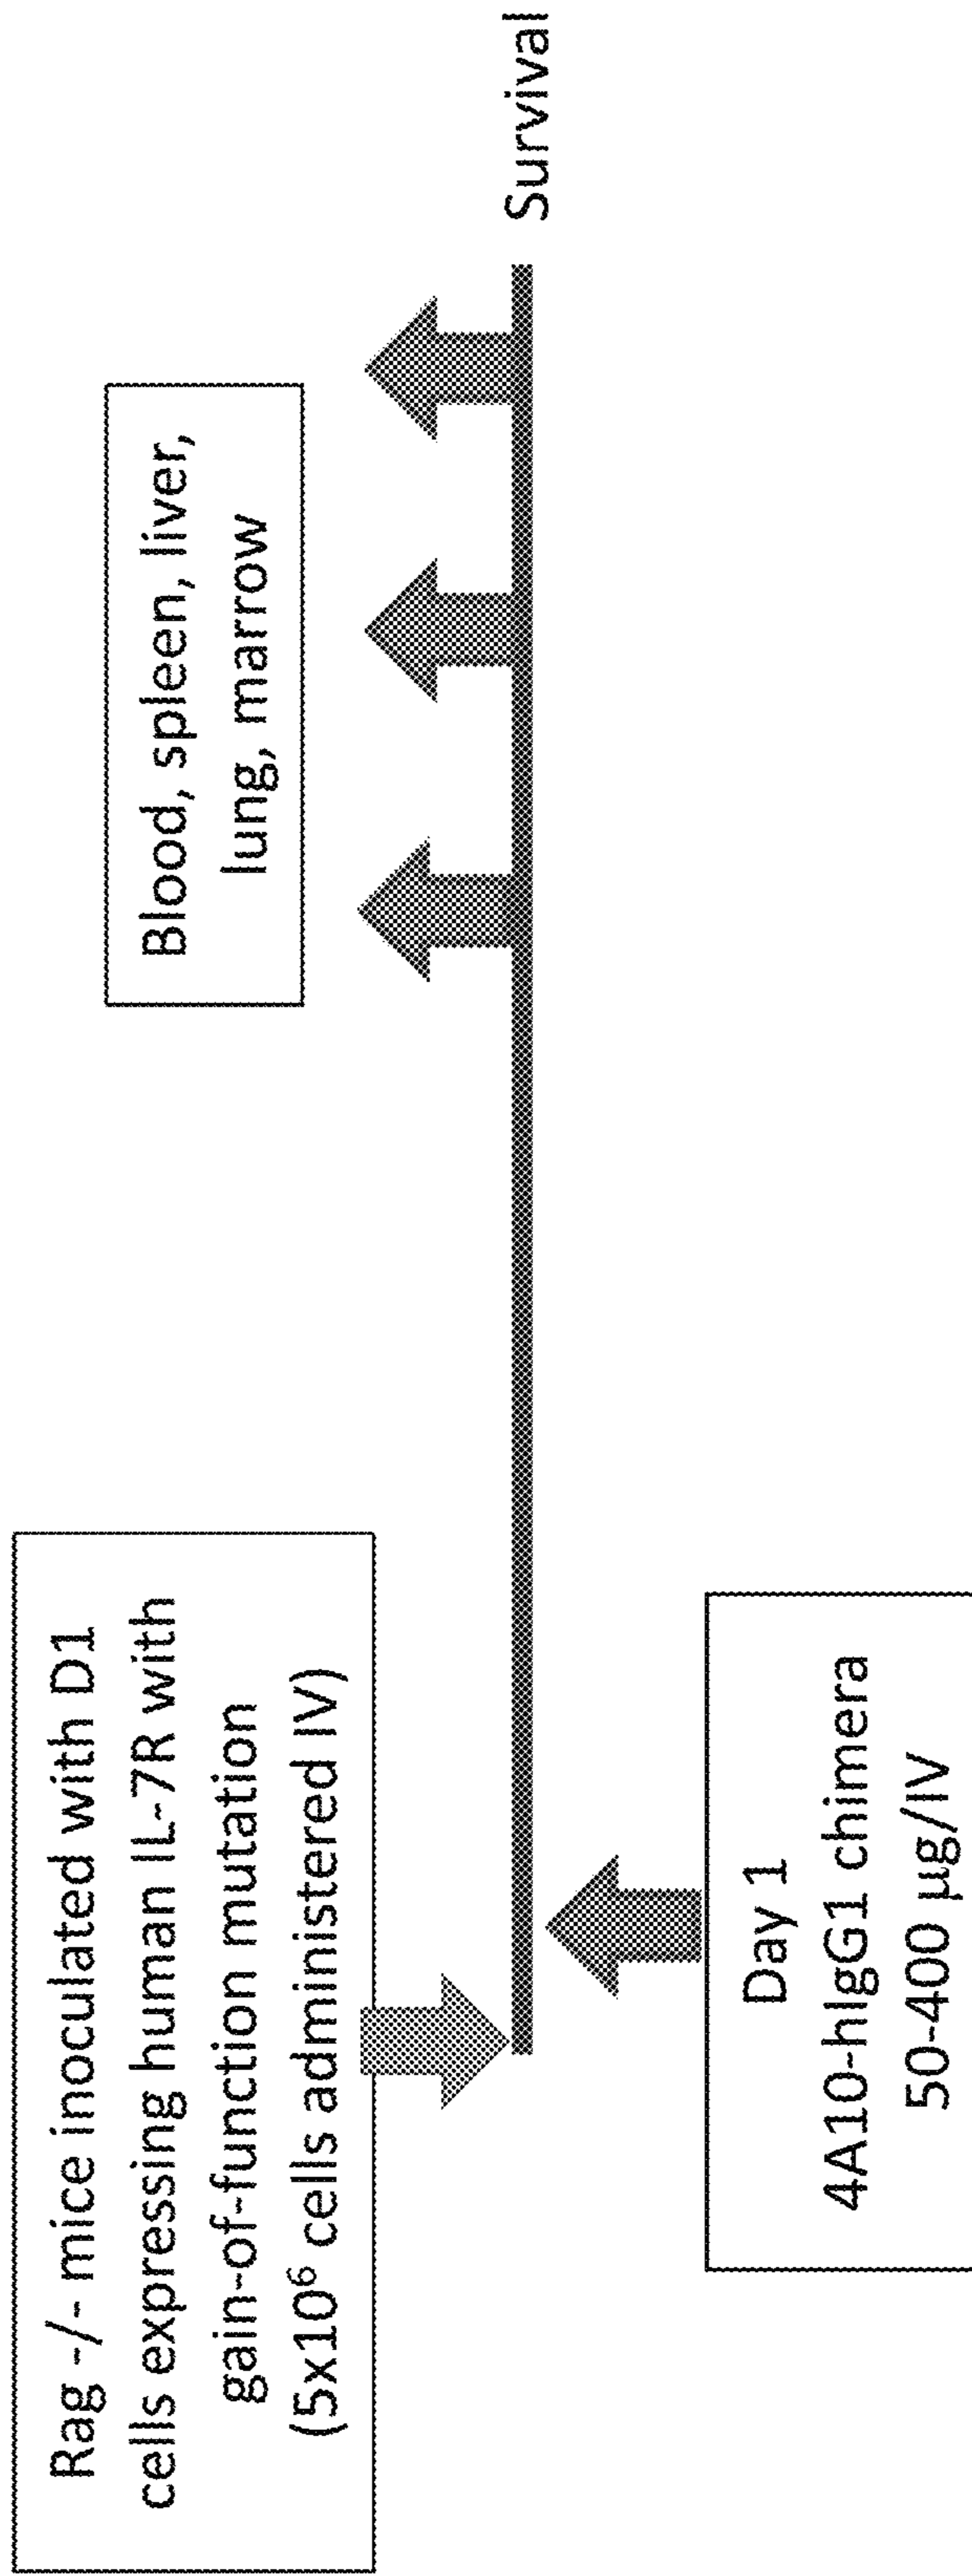 Rag -/- mice inoculated with D1
cells expressing human IL-7R with
gain-of-function mutation
(5x10⁶ cells administered IV)
Blood, spleen, liver,
lung, marrow
Survival
Day 1
4A10-hIgG1 chimera
50-400 µg/IV